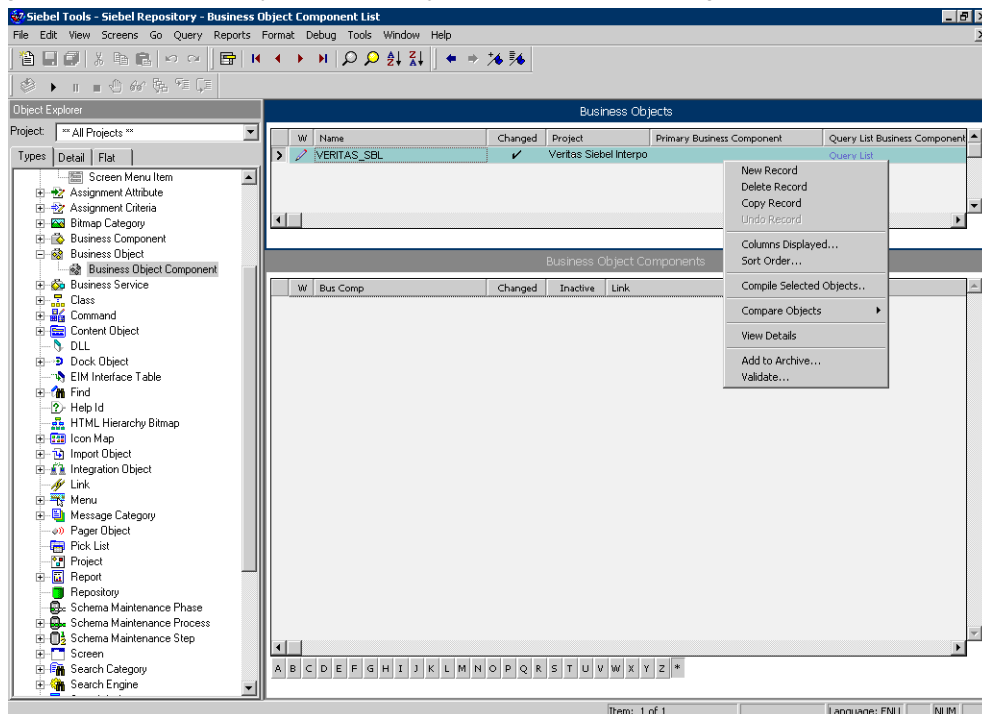 Siebel Tools - Siebel Repository - Business Object Component List
File Edit View Screens Go Query Reports Format Debug Tools Window Help
Object Explorer
Business Objects
Project: ** All Projects **
W Name Changed Project Primary Business Component Query List Business Component
Types Detail Flat
VERITAS_SBL Veritas Siebel Interpo Query List
Screen Menu Item
Assignment Attribute
Assignment Criteria
Bitmap Category
Business Component
Business Object
Business Object Component
Business Service
Class
Command
Content Object
DLL
Dock Object
EIM Interface Table
Find
Help Id
HTML Hierarchy Bitmap
Icon Map
Import Object
Integration Object
Link
Menu
Message Category
Pager Object
Pick List
Project
Report
Repository
Schema Maintenance Phase
Schema Maintenance Process
Schema Maintenance Step
Screen
Search Category
Search Engine
New Record
Delete Record
Copy Record
Undo Record
Columns Displayed...
Sort Order...
Compile Selected Objects..
Compare Objects
View Details
Add to Archive...
Validate...
Business Object Components
W Bus Comp Changed Inactive Link
A B C D E F G H I J K L M N O P Q R S T U V W X Y Z *
Item: 1 of 1 Language: ENU NUM